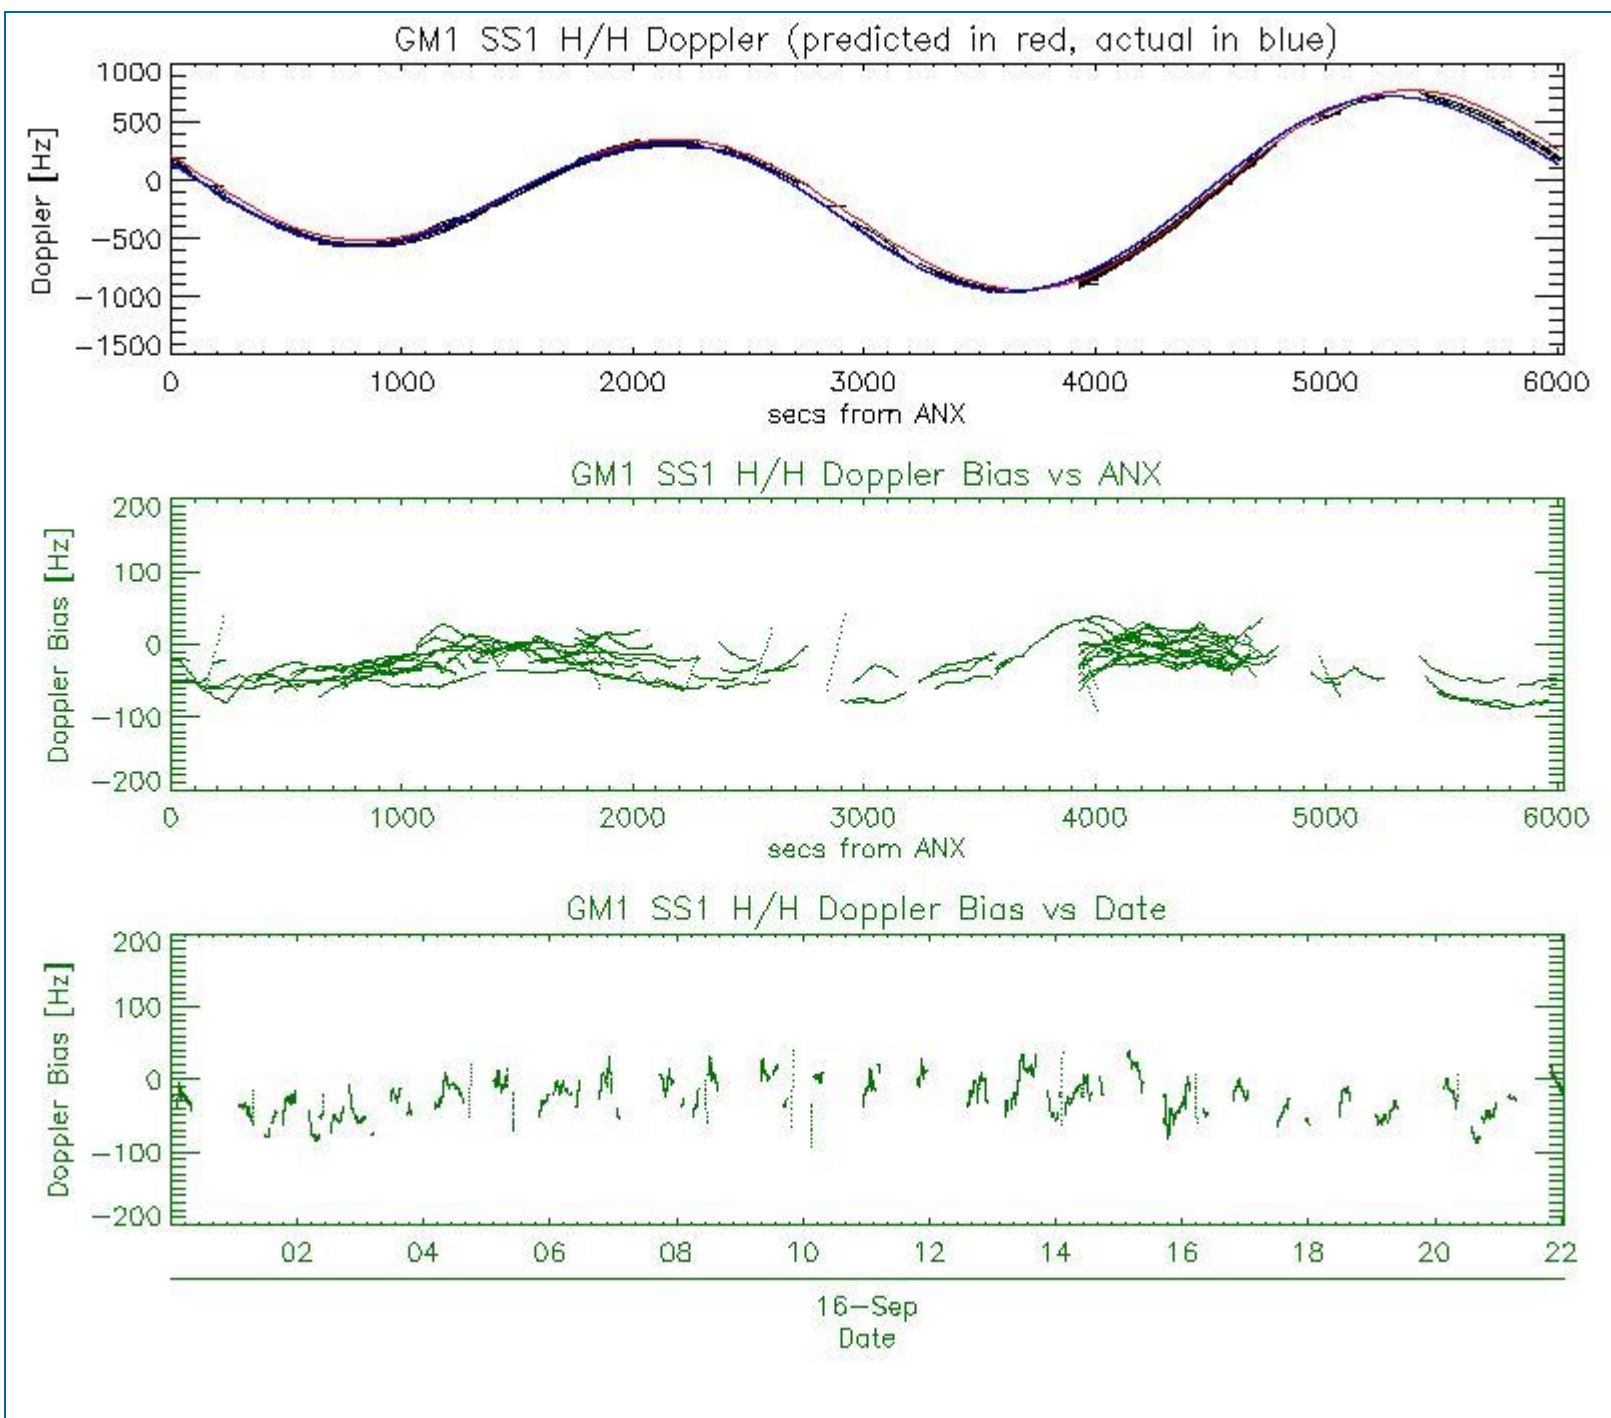 GM1 SS1 H/H Doppler (predicted in red, actual in blue)
Doppler [Hz]
1000
500
0
-500
-1000
-1500
0 1000 2000 3000 4000 5000 6000
secs from ANX
GM1 SS1 H/H Doppler Bias vs ANX
Doppler Bias [Hz]
200
100
0
-100
-200
0 1000 2000 3000 4000 5000 6000
secs from ANX
GM1 SS1 H/H Doppler Bias vs Date
Doppler Bias [Hz]
200
100
0
-100
-200
02 04 06 08 10 12 14 16 18 20 22
16-Sep
Date